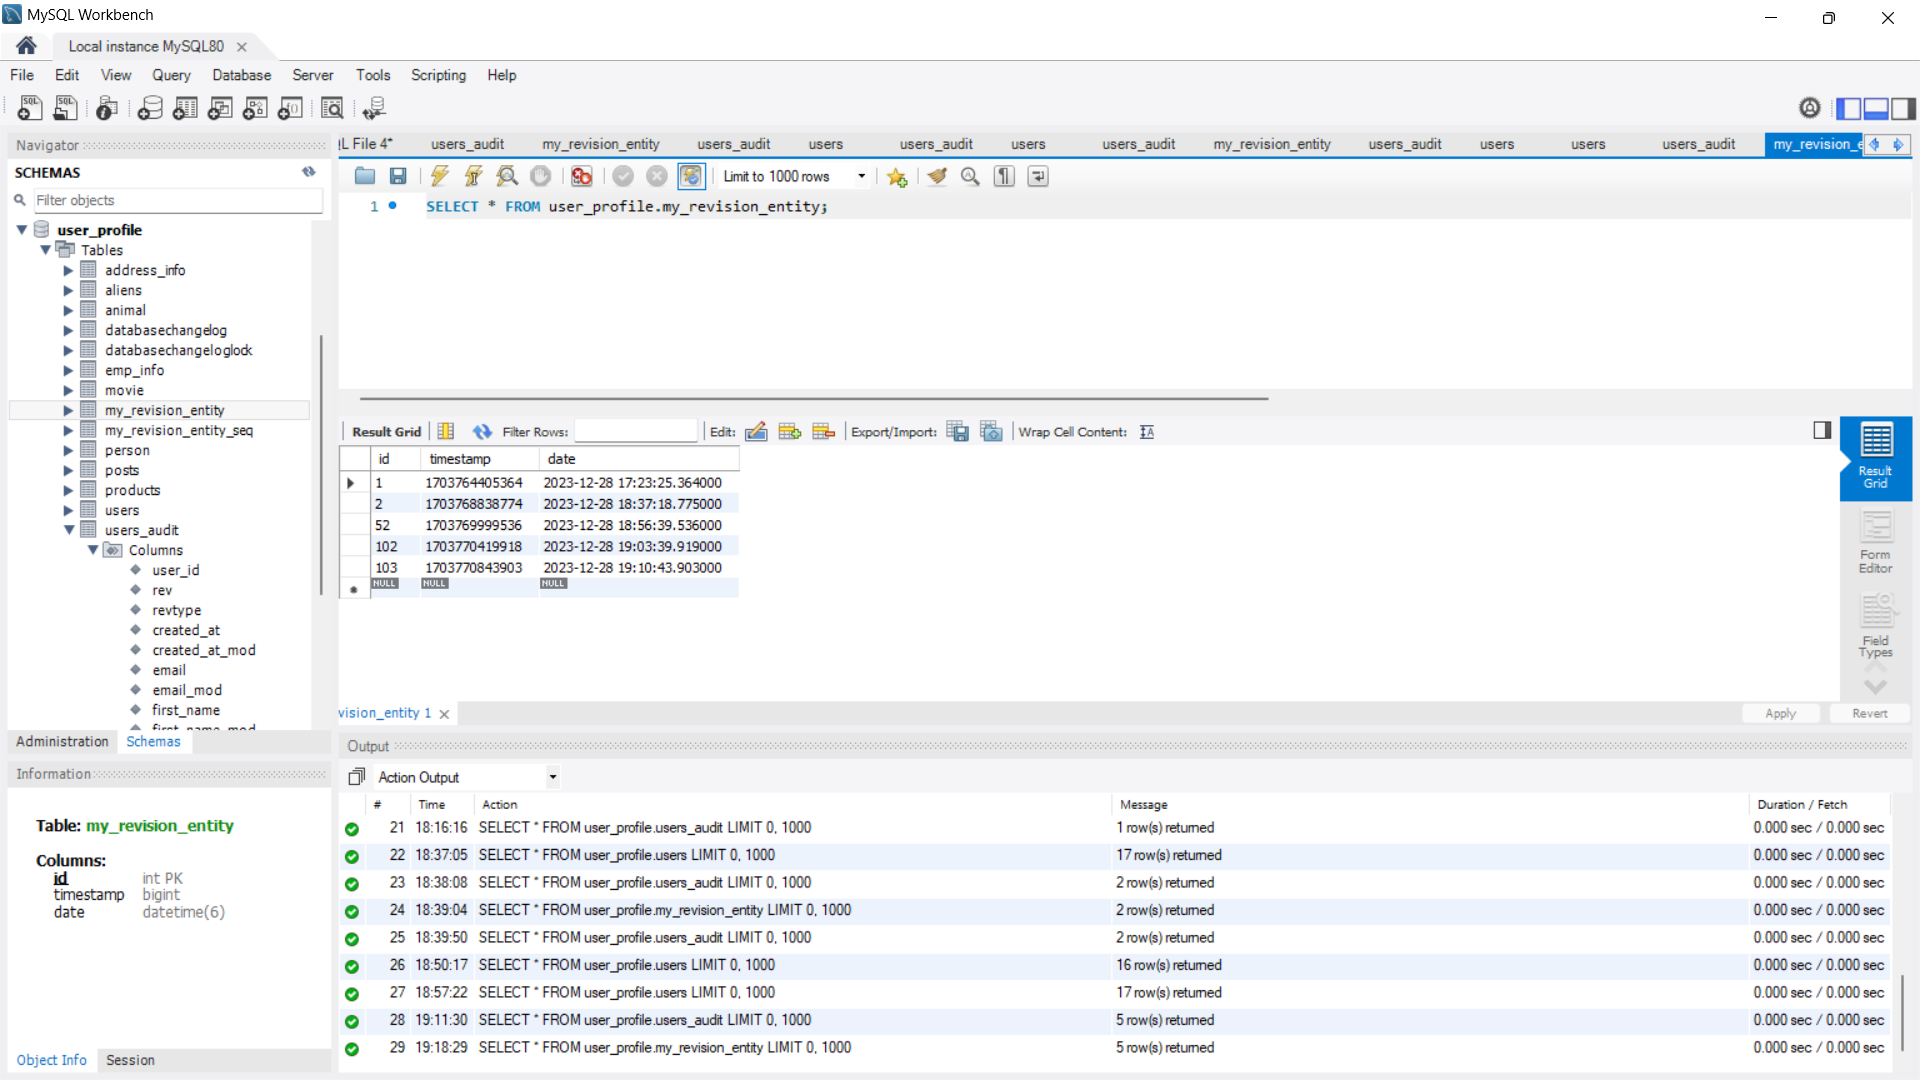 MySQL Workbench
Local instance MySQL80
File Edit View Query Database Server Tools Scripting Help
Navigator
SCHEMAS
Filter objects
user_profile
Tables
address_info
aliens
animal
databasechangelog
databasechangeloglock
emp_info
movie
my_revision_entity
my_revision_entity_seq
person
posts
products
users
users_audit
Columns
user_id
rev
revtype
created_at
created_at_mod
email
email_mod
first_name
first_name_mod
Administration Schemas
Information
Table: my_revision_entity
Columns:
id int PK
timestamp bigint
date datetime(6)
Object Info Session
L File 4* users_audit my_revision_entity users_audit users users_audit users users_audit my_revision_entity users_audit users users users_audit my_revision_e
Limit to 1000 rows
1 SELECT * FROM user_profile.my_revision_entity;
Result Grid Filter Rows: Edit: Export/Import: Wrap Cell Content:
id timestamp date
1 1703764405364 2023-12-28 17:23:25.364000
2 1703768838774 2023-12-28 18:37:18.775000
52 1703769999536 2023-12-28 18:56:39.536000
102 1703770419918 2023-12-28 19:03:39.919000
103 1703770843903 2023-12-28 19:10:43.903000
NULL NULL NULL
Result
Grid
Form
Editor
Field
Types
vision_entity 1
Apply Revert
Output
Action Output
# Time Action Message Duration / Fetch
21 18:16:16 SELECT * FROM user_profile.users_audit LIMIT 0, 1000 1 row(s) returned 0.000 sec / 0.000 sec
22 18:37:05 SELECT * FROM user_profile.users LIMIT 0, 1000 17 row(s) returned 0.000 sec / 0.000 sec
23 18:38:08 SELECT * FROM user_profile.users_audit LIMIT 0, 1000 2 row(s) returned 0.000 sec / 0.000 sec
24 18:39:04 SELECT * FROM user_profile.my_revision_entity LIMIT 0, 1000 2 row(s) returned 0.000 sec / 0.000 sec
25 18:39:50 SELECT * FROM user_profile.users_audit LIMIT 0, 1000 2 row(s) returned 0.000 sec / 0.000 sec
26 18:50:17 SELECT * FROM user_profile.users LIMIT 0, 1000 16 row(s) returned 0.000 sec / 0.000 sec
27 18:57:22 SELECT * FROM user_profile.users LIMIT 0, 1000 17 row(s) returned 0.000 sec / 0.000 sec
28 19:11:30 SELECT * FROM user_profile.users_audit LIMIT 0, 1000 5 row(s) returned 0.000 sec / 0.000 sec
29 19:18:29 SELECT * FROM user_profile.my_revision_entity LIMIT 0, 1000 5 row(s) returned 0.000 sec / 0.000 sec